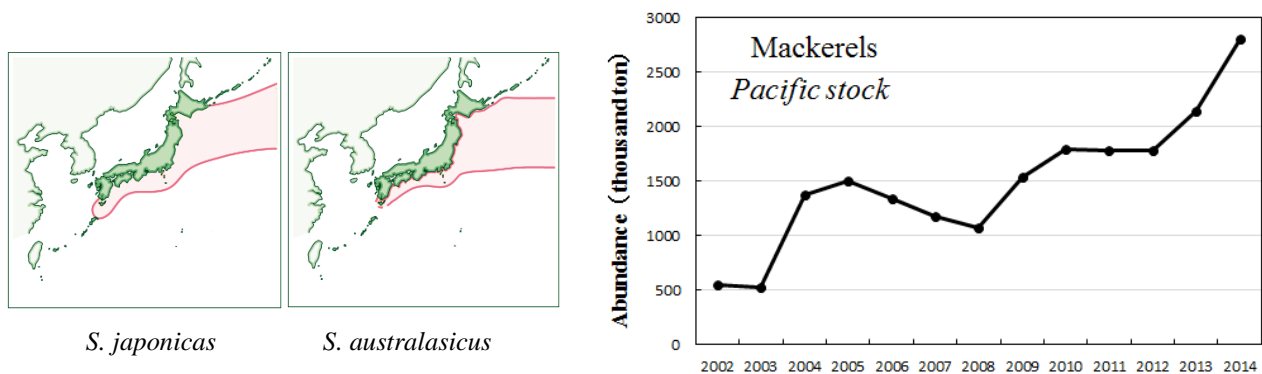 S. japonicas
S. australasicus
Mackerels
Pacific stock
Abundance (thousand ton)
3000
2500
2000
1500
1000
500
0
2002 2003 2004 2005 2006 2007 2008 2009 2010 2011 2012 2013 2014